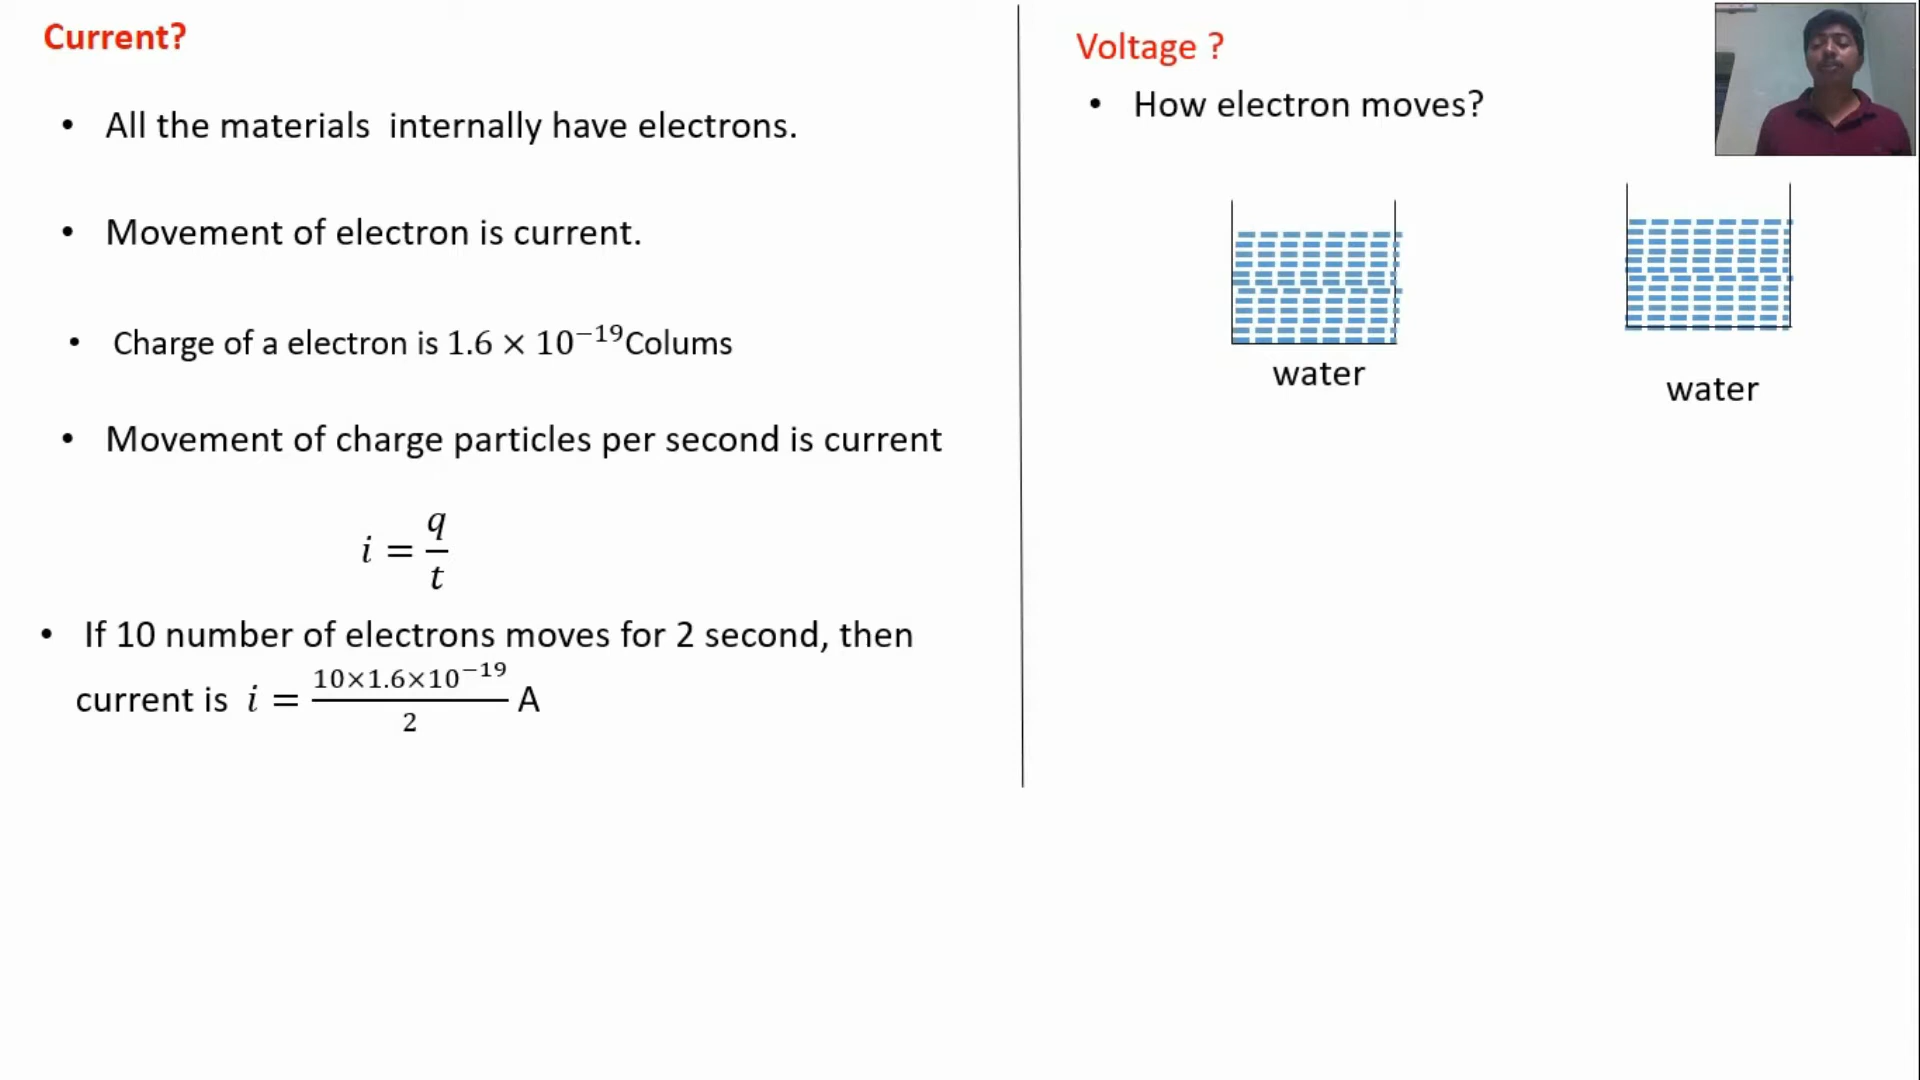 Current?
• All the materials internally have electrons.
• Movement of electron is current.
• Charge of a electron is 1.6 × 10⁻¹⁹Colums
• Movement of charge particles per second is current
i = q/t
• If 10 number of electrons moves for 2 second, then
current is i = 10×1.6×10⁻¹⁹/2 A
Voltage ?
• How electron moves?
water
water